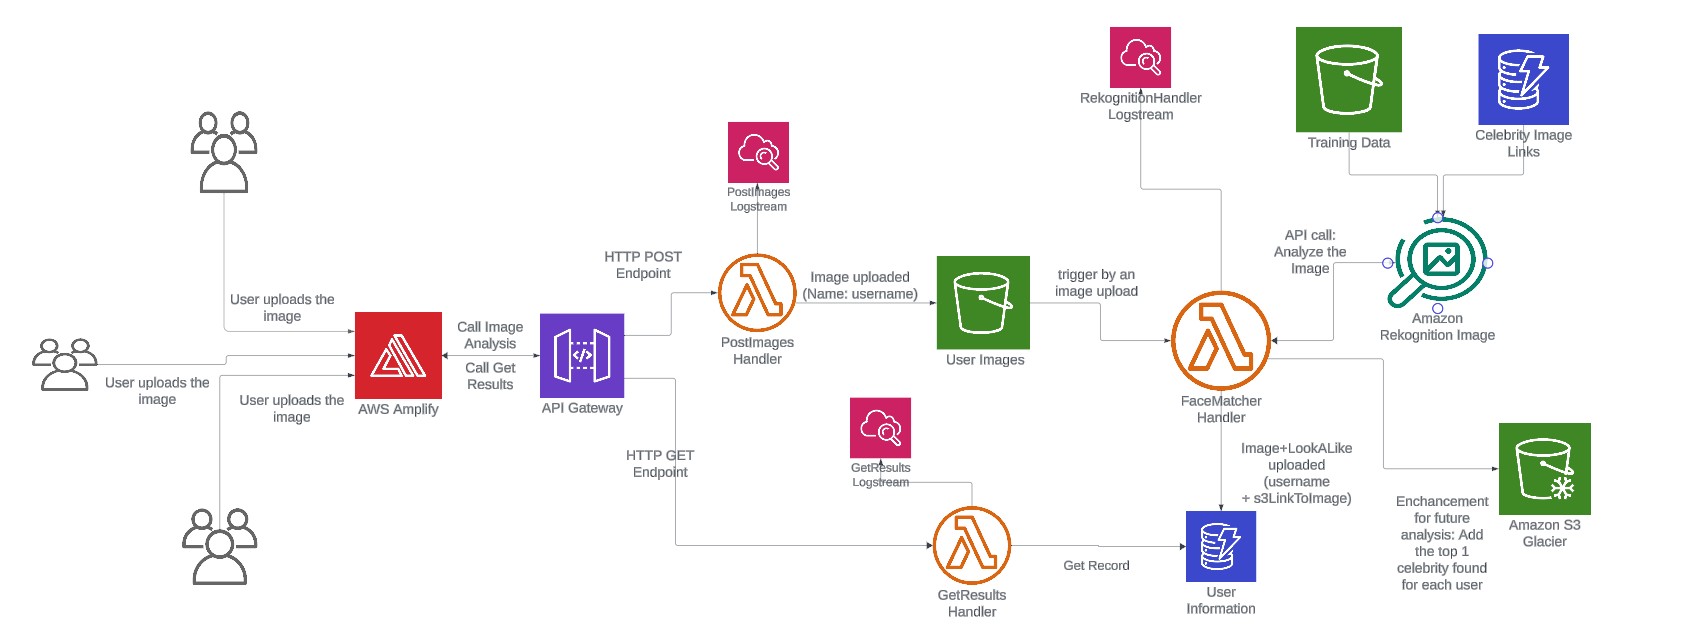 RekognitionHandler
Logstream
Training Data
Celebrity Image
Links
PostImages
Logstream
HTTP POST
Endpoint
Image uploaded
(Name: username)
trigger by an
image upload
API call:
Analyze the
Image
User uploads the
image
Call Image
Analysis
Call Get
Results
PostImages
Handler
User Images
Amazon
Rekognition Image
User uploads the
image
User uploads the
image
AWS Amplify
API Gateway
FaceMatcher
Handler
HTTP GET
Endpoint
GetResults
Logstream
Image+LookALike
uploaded
(username
+ s3LinkToImage)
Enchancement
for future
analysis: Add
the top 1
celebrity found
for each user
Amazon S3
Glacier
Get Record
GetResults
Handler
User
Information